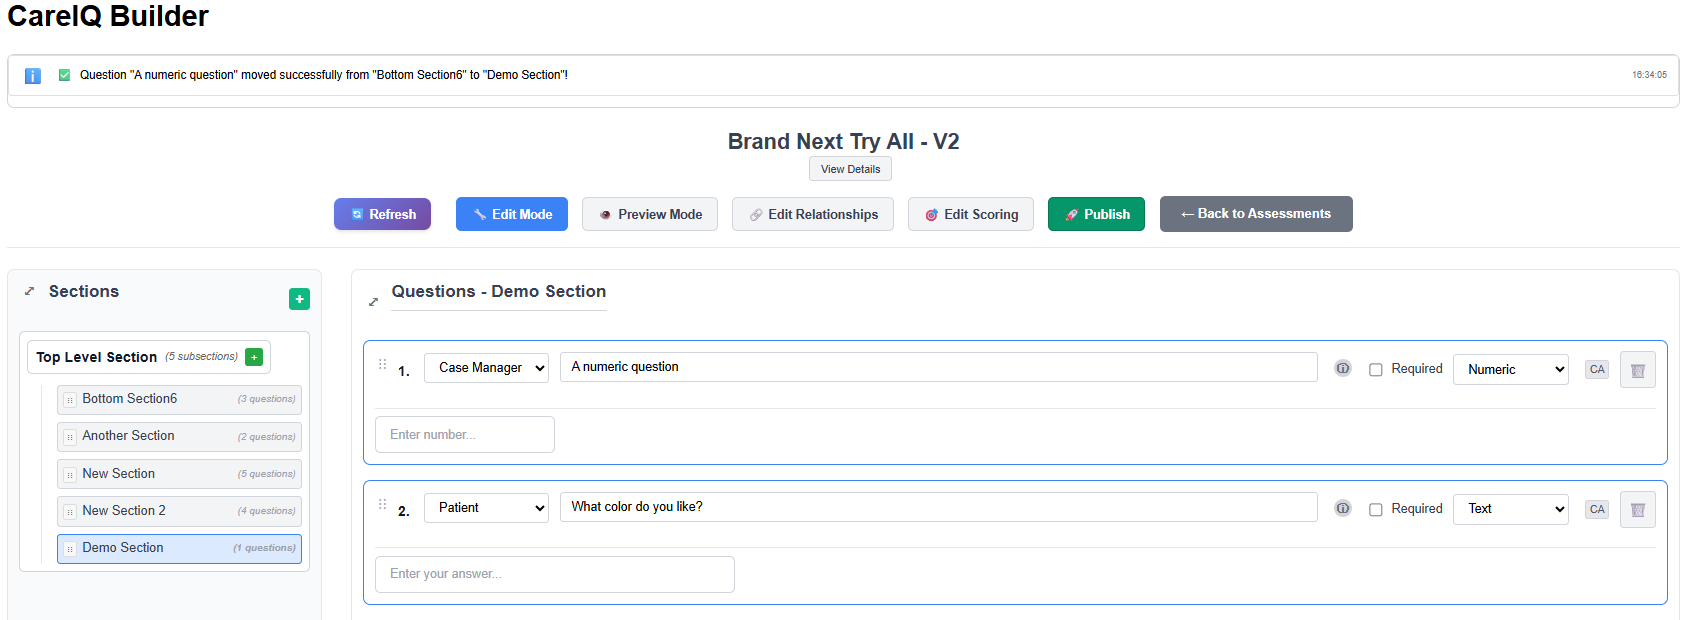 CareIQ Builder
Question "A numeric question" moved successfully from "Bottom Section6" to "Demo Section"!
16:34:05
Brand Next Try All - V2
View Details
Refresh
Edit Mode
Preview Mode
Edit Relationships
Edit Scoring
Publish
← Back to Assessments
Sections
+
Top Level Section (5 subsections) +
Bottom Section6 (3 questions)
Another Section (2 questions)
New Section (5 questions)
New Section 2 (4 questions)
Demo Section (1 questions)
Questions - Demo Section
1. Case Manager A numeric question Required Numeric CA
Enter number...
2. Patient What color do you like? Required Text CA
Enter your answer...